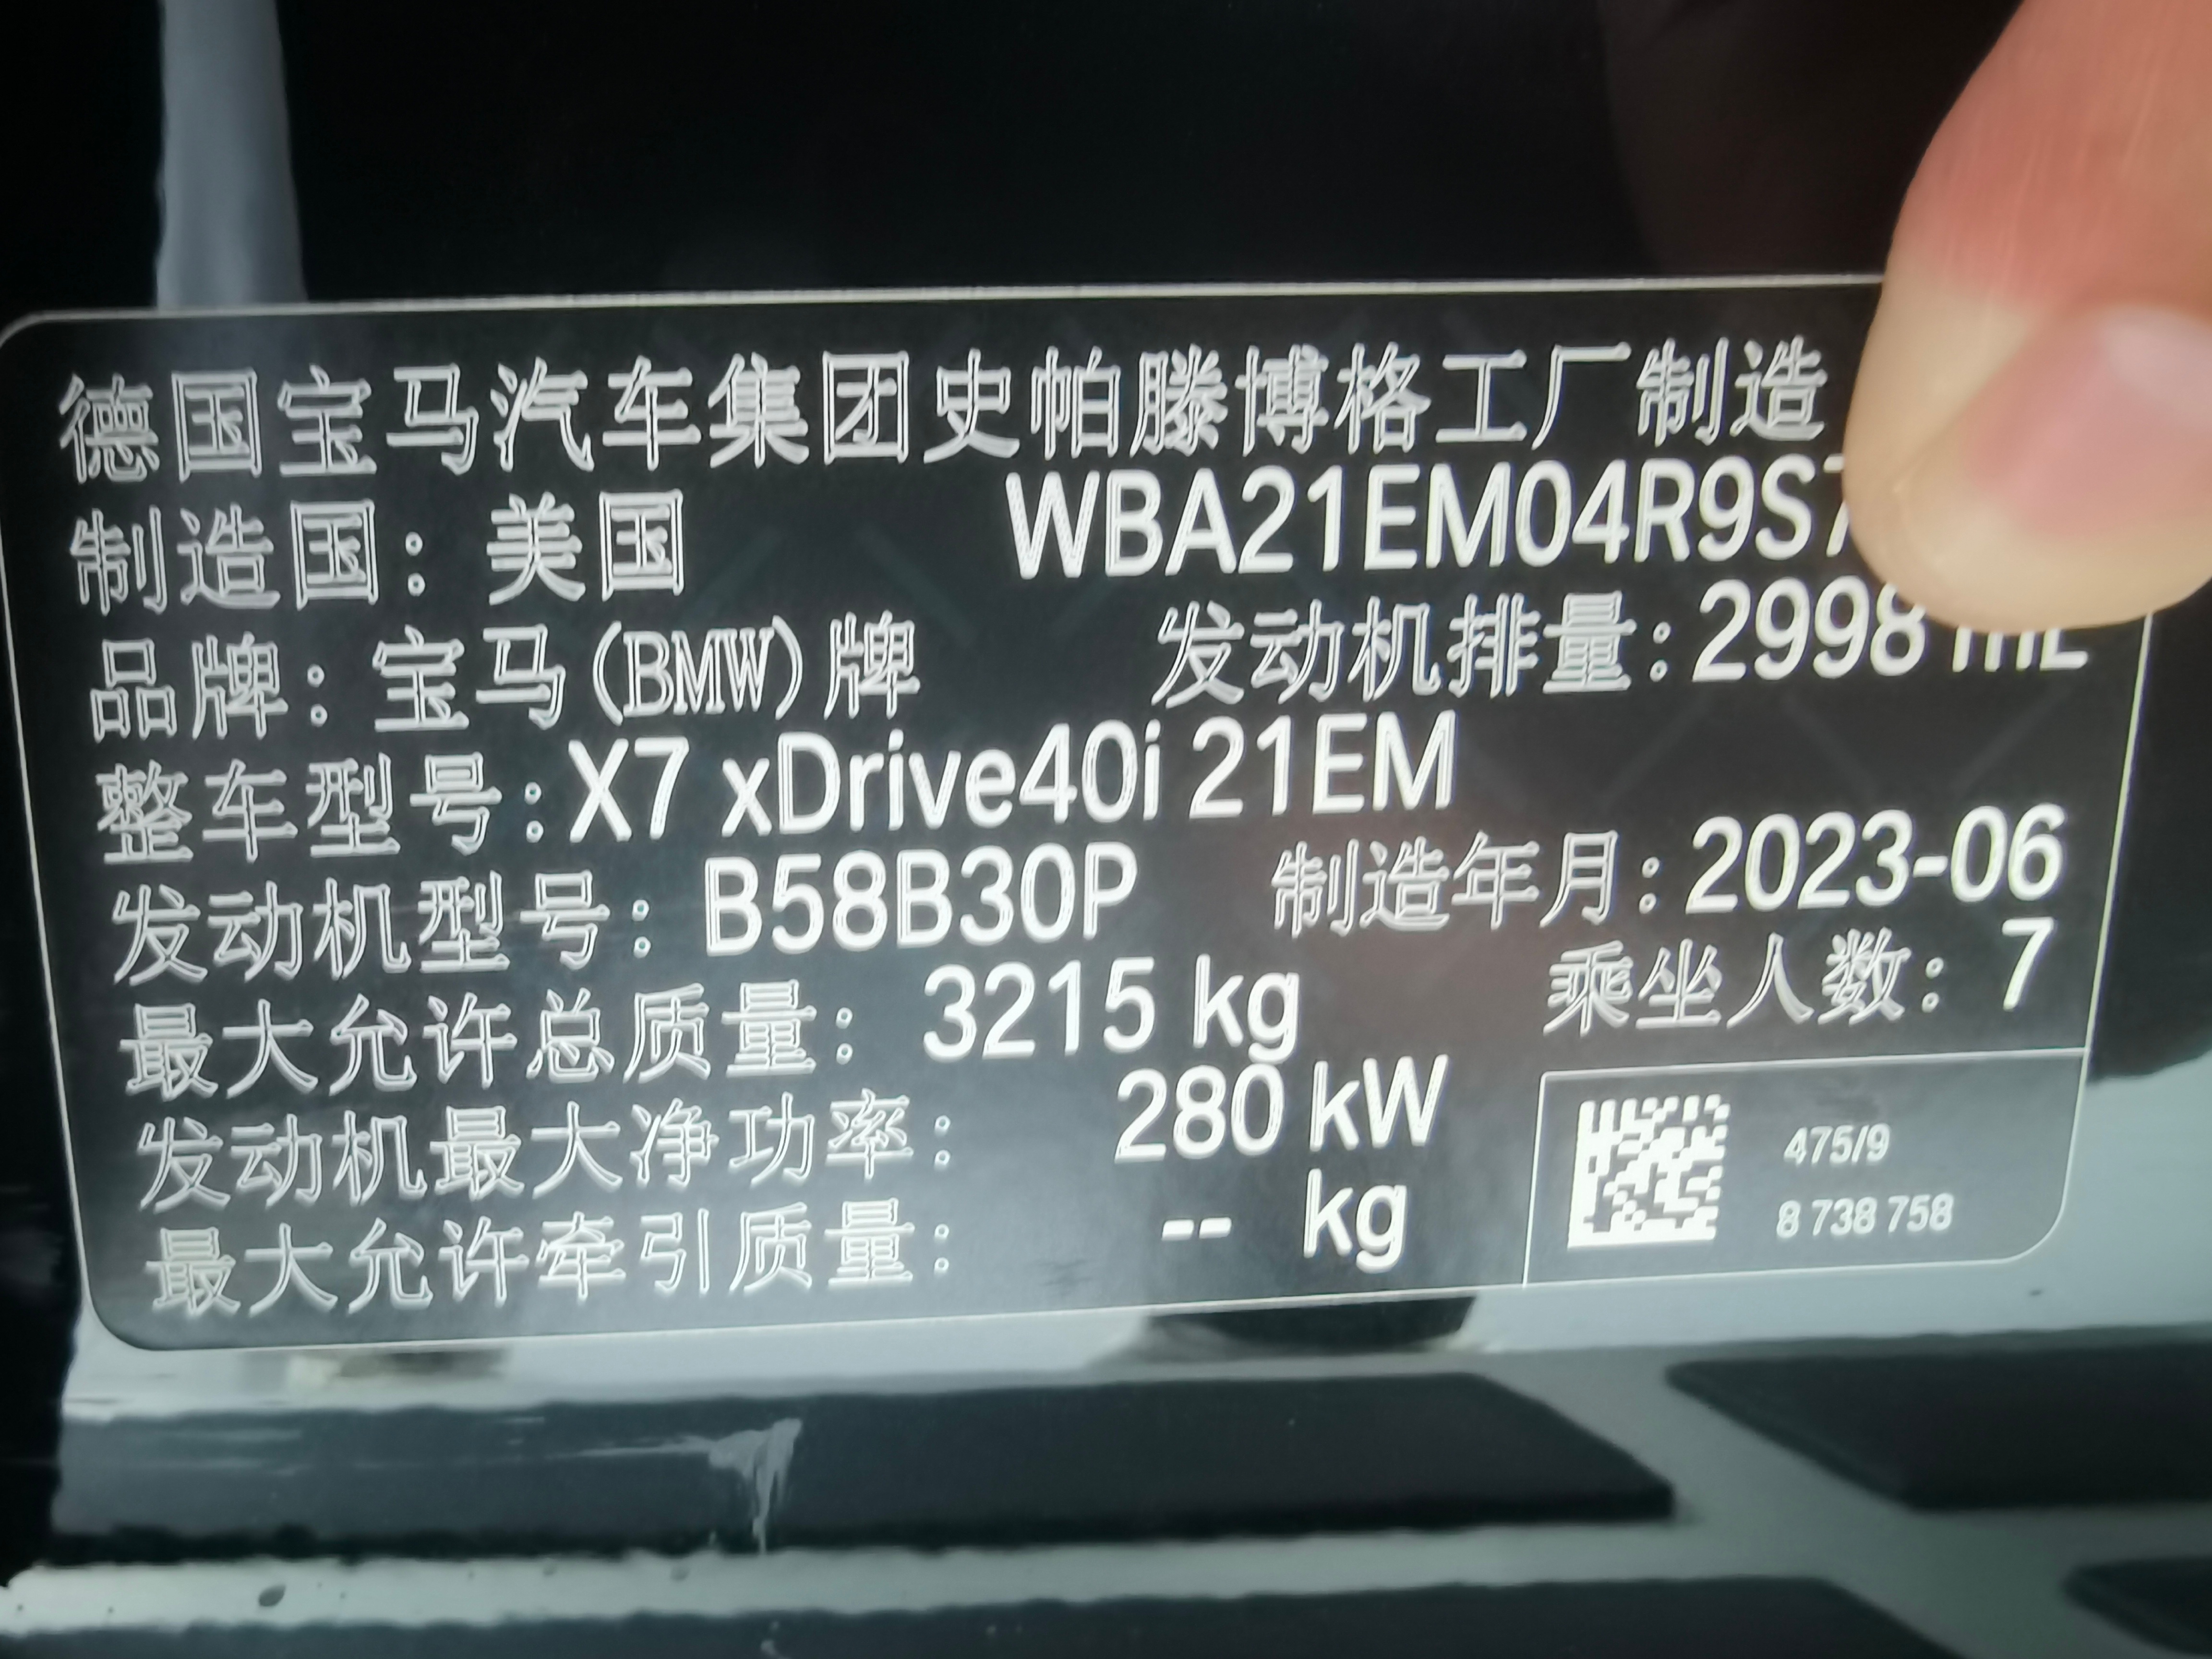 德国宝马汽车集团史帕滕博格工厂制造
制造国：美国 WBA21EM04R9S7
品牌：宝马(BMW)牌 发动机排量：2998 mL
整车型号：X7 xDrive40i 21EM
发动机型号：B58B30P 制造年月：2023-06
最大允许总质量：3215 kg 乘坐人数：7
发动机最大净功率：280 kW
最大允许牵引质量：-- kg
475/9
8 738 758